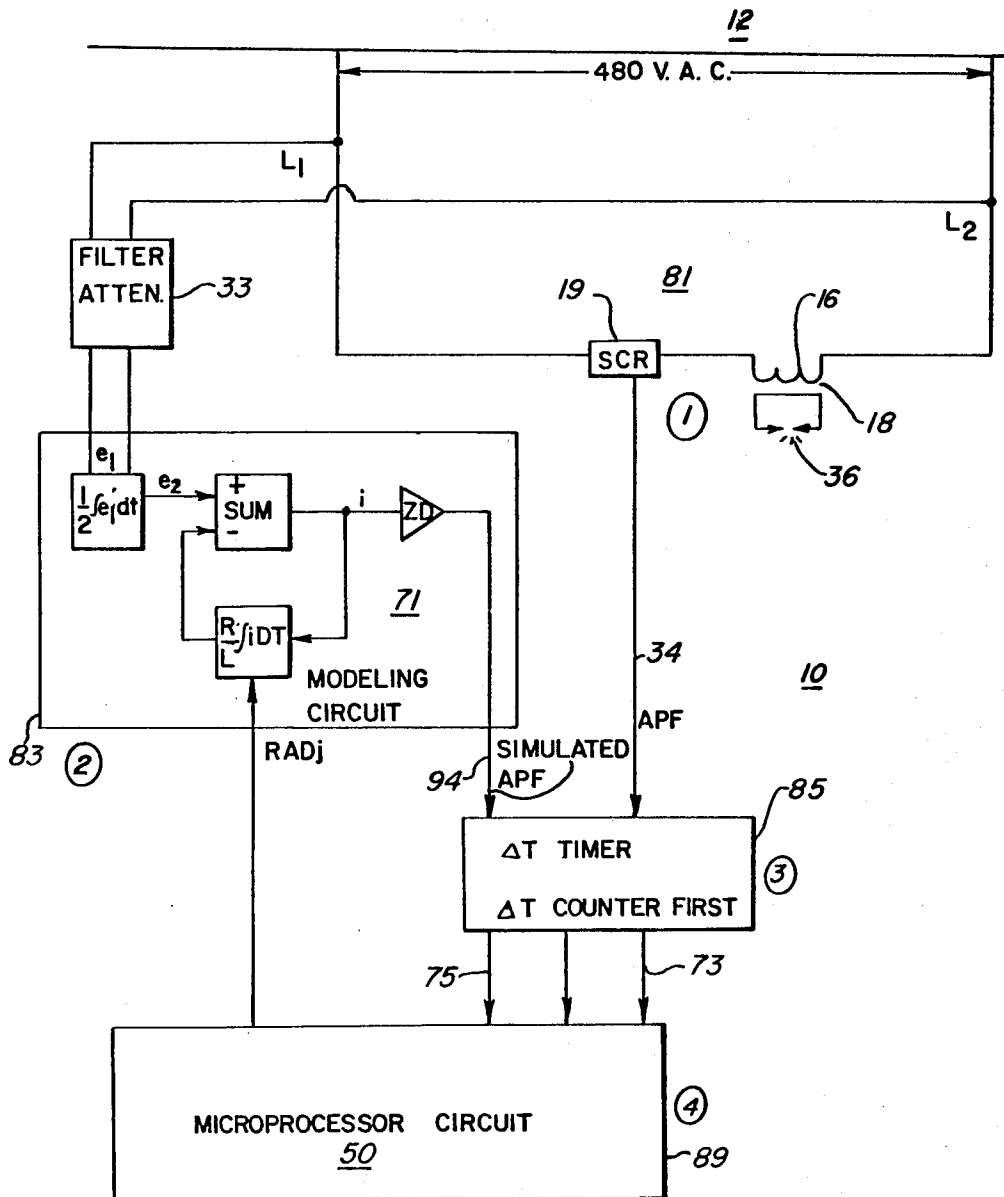 12
480 V. A. C.
L1
L2
FILTER
ATTEN.
33
19
81
16
SCR
1
18
36
e1
1/2 ∫e1'dt
e2
+
SUM
-
i
ZD
71
R/L ∫iDT
MODELING
CIRCUIT
34
10
83
2
RADj
94
SIMULATED
APF
APF
85
ΔT TIMER
3
ΔT COUNTER FIRST
75
73
4
MICROPROCESSOR CIRCUIT
50
89